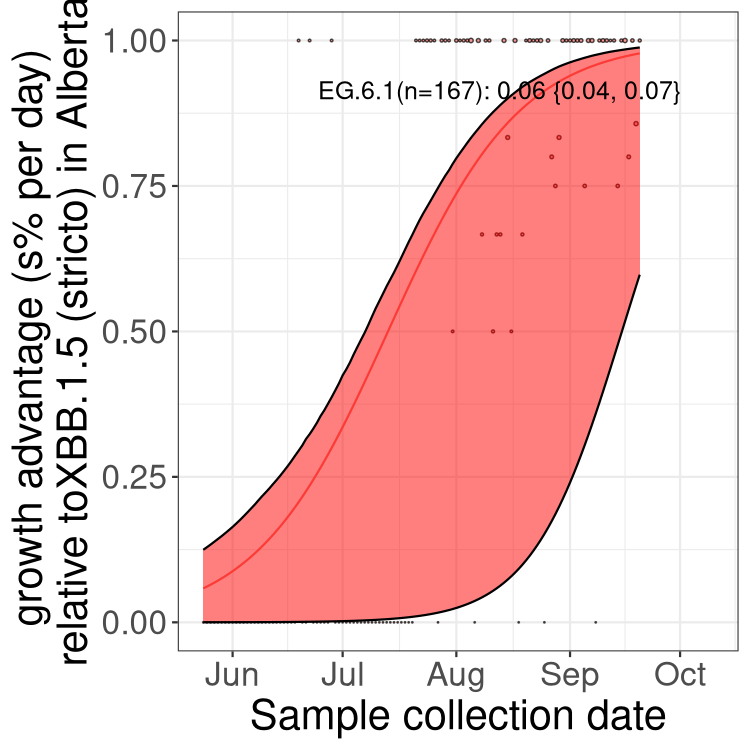 growth advantage (s% per day)
relative toXBB.1.5 (stricto) in Alberta
1.00
EG.6.1(n=167): 0.06 {0.04, 0.07}
0.75
0.50
0.25
0.00
Jun Jul Aug Sep Oct
Sample collection date